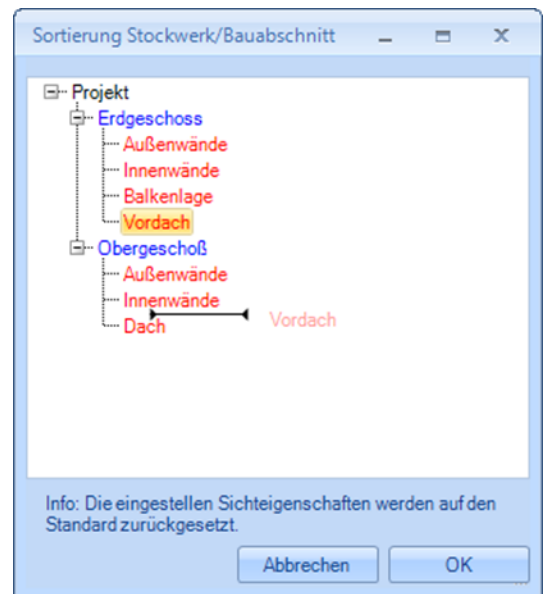 Sortierung Stockwerk/Bauabschnitt
Projekt
Erdgeschoss
Außenwände
Innenwände
Balkenlage
Vordach
Obergeschoß
Außenwände
Innenwände
Dach
Vordach
Info: Die eingestellen Sichteigenschaften werden auf den
Standard zurückgesetzt.
Abbrechen
OK